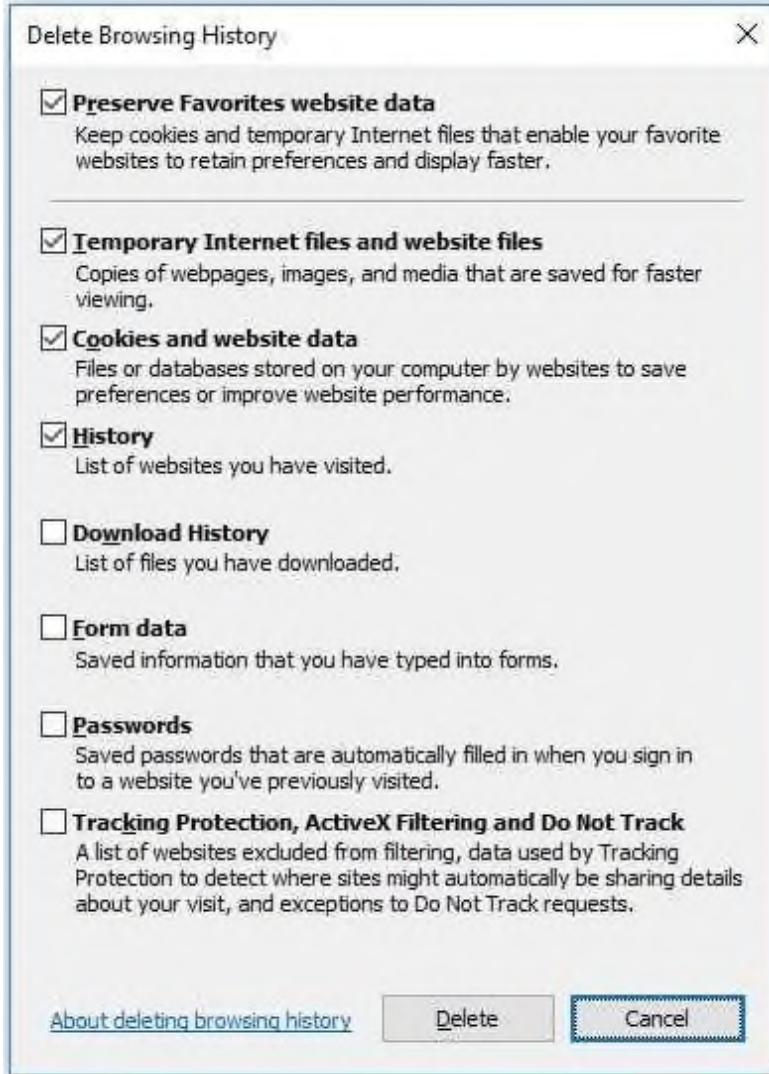 Delete Browsing History
Preserve Favorites website data
Keep cookies and temporary Internet files that enable your favorite
websites to retain preferences and display faster.
Temporary Internet files and website files
Copies of webpages, images, and media that are saved for faster
viewing.
Cookies and website data
Files or databases stored on your computer by websites to save
preferences or improve website performance.
History
List of websites you have visited.
Download History
List of files you have downloaded.
Form data
Saved information that you have typed into forms.
Passwords
Saved passwords that are automatically filled in when you sign in
to a website you've previously visited.
Tracking Protection, ActiveX Filtering and Do Not Track
A list of websites excluded from filtering, data used by Tracking
Protection to detect where sites might automatically be sharing details
about your visit, and exceptions to Do Not Track requests.
About deleting browsing history Delete Cancel